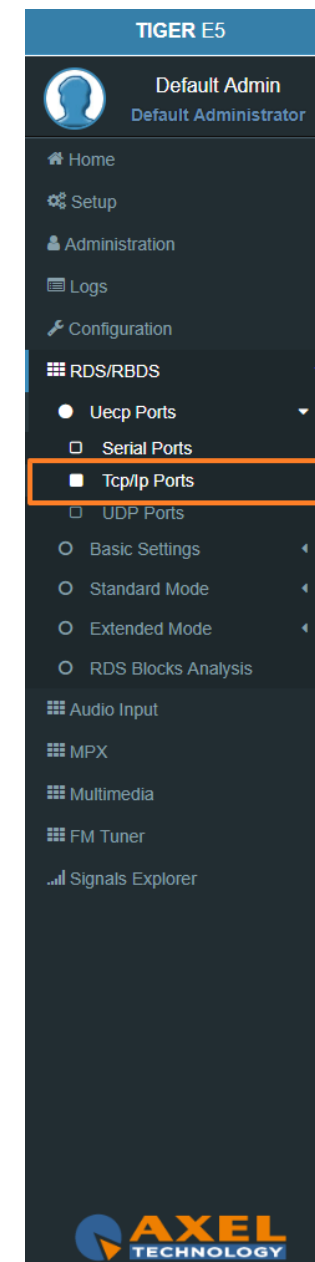 TIGER E5
Default Admin
Default Administrator
Home
Setup
Administration
Logs
Configuration
RDS/RBDS
Uecp Ports
Serial Ports
Tcp/Ip Ports
UDP Ports
Basic Settings
Standard Mode
Extended Mode
RDS Blocks Analysis
Audio Input
MPX
Multimedia
FM Tuner
Signals Explorer
AXEL
TECHNOLOGY